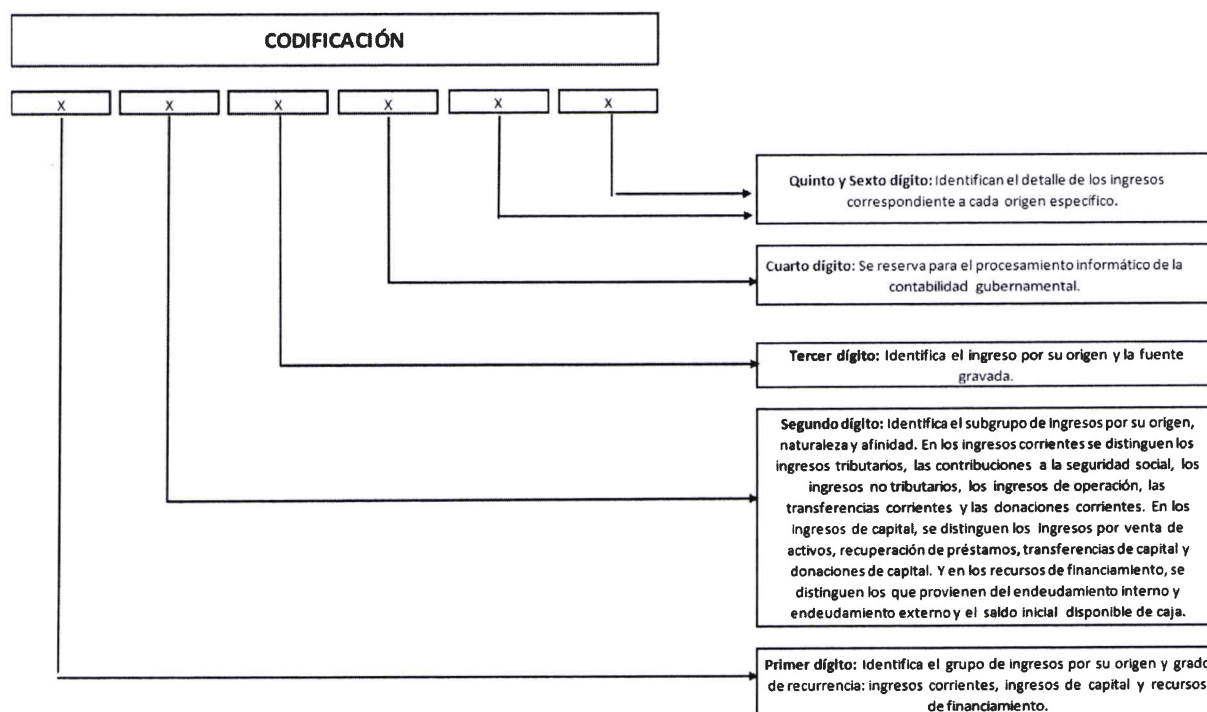 CODIFICACIÓN
X X X X X X
Quinto y Sexto dígito: Identifican el detalle de los ingresos
correspondiente a cada origen específico.
Cuarto dígito: Se reserva para el procesamiento informático de la
contabilidad gubernamental.
Tercer dígito: Identifica el ingreso por su origen y la fuente
gravada.
Segundo dígito: Identifica el subgrupo de ingresos por su origen,
naturaleza y afinidad. En los ingresos corrientes se distinguen los
ingresos tributarios, las contribuciones a la seguridad social, los
ingresos no tributarios, los ingresos de operación, las
transferencias corrientes y las donaciones corrientes. En los
ingresos de capital, se distinguen los ingresos por venta de
activos, recuperación de préstamos, transferencias de capital y
donaciones de capital. Y en los recursos de financiamiento, se
distinguen los que provienen del endeudamiento interno y
endeudamiento externo y el saldo inicial disponible de caja.
Primer dígito: Identifica el grupo de ingresos por su origen y grado
de recurrencia: ingresos corrientes, ingresos de capital y recursos
de financiamiento.